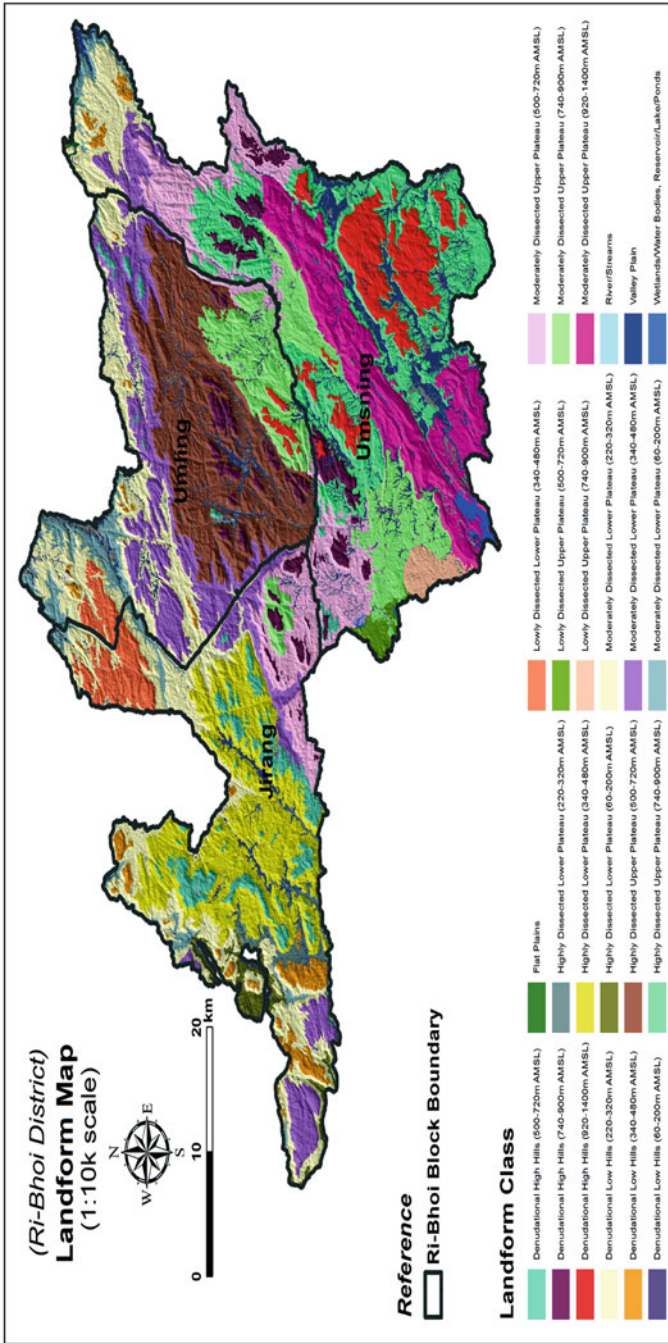 (Ri-Bhoi District)
Landform Map
(1:10k scale)
N
W
E
S
0
10
20
km
Umling
Umsning
Jirang
Reference
Ri-Bhoi Block Boundary
Landform Class
Denudational High Hills (500-720m AMSL)
Denudational High Hills (740-900m AMSL)
Denudational High Hills (920-1400m AMSL)
Denudational Low Hills (220-320m AMSL)
Denudational Low Hills (340-480m AMSL)
Denudational Low Hills (60-200m AMSL)
Flat Plains
Highly Dissected Lower Plateau (220-320m AMSL)
Highly Dissected Lower Plateau (340-480m AMSL)
Highly Dissected Lower Plateau (60-200m AMSL)
Highly Dissected Upper Plateau (500-720m AMSL)
Highly Dissected Upper Plateau (740-900m AMSL)
Lowly Dissected Lower Plateau (340-480m AMSL)
Lowly Dissected Upper Plateau (500-720m AMSL)
Lowly Dissected Upper Plateau (740-900m AMSL)
Moderately Dissected Lower Plateau (220-320m AMSL)
Moderately Dissected Lower Plateau (340-480m AMSL)
Moderately Dissected Lower Plateau (60-200m AMSL)
Moderately Dissected Upper Plateau (500-720m AMSL)
Moderately Dissected Upper Plateau (740-900m AMSL)
Moderately Dissected Upper Plateau (920-1400m AMSL)
River/Streams
Valley Plain
Wetlands/Water Bodies, Reservoir/Lake/Ponds